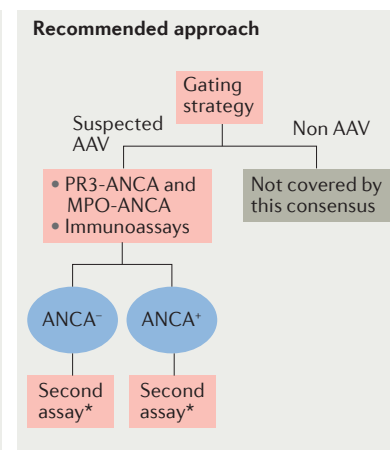 Recommended approach
Gating
strategy
Suspected
AAV
Non AAV
• PR3-ANCA and
MPO-ANCA
• Immunoassays
Not covered by
this consensus
ANCA⁻
ANCA⁺
Second
assay*
Second
assay*